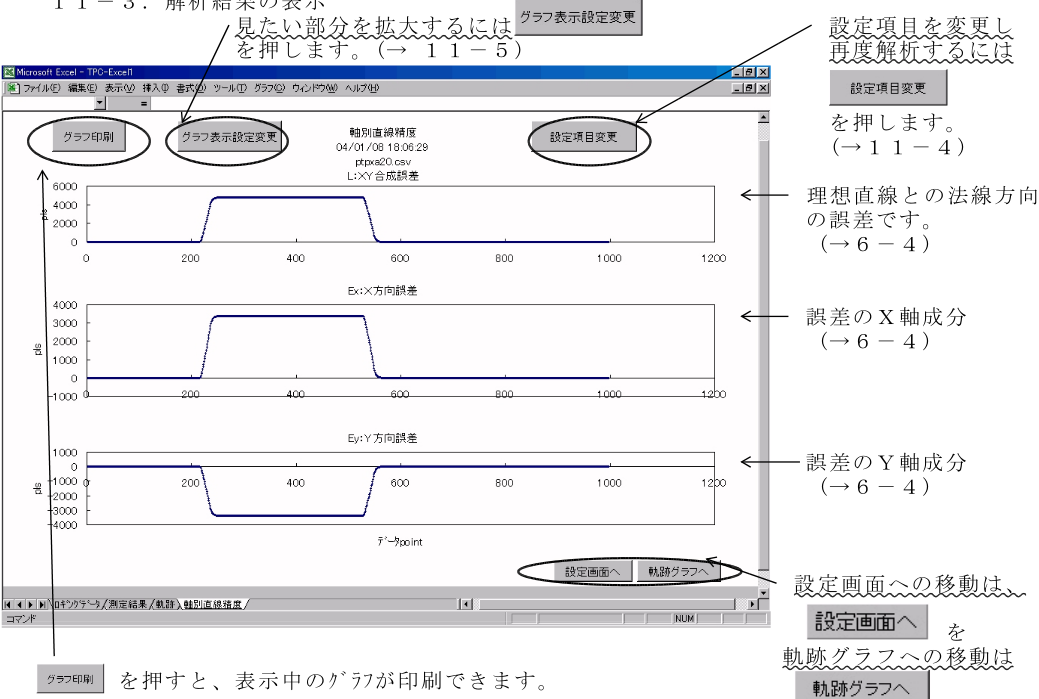 １１－３．解析結果の表示
見たい部分を拡大するには グラフ表示設定変更
を押します。(→ １１－５)
設定項目を変更し
再度解析するには
設定項目変更
を押します。
(→１１－４)
Microsoft Excel - TPC-Excel1
ファイル(F) 編集(E) 表示(V) 挿入(I) 書式(O) ツール(T) グラフ(C) ウィンドウ(W) ヘルプ(H)
=
グラフ印刷 グラフ表示設定変更 設定項目変更
軸別直線精度
04/01/08 18:06:29
ptpxa20.csv
L:XY合成誤差
pls
6000
4000
2000
0
0 200 400 600 800 1000 1200
理想直線との法線方向
の誤差です。
(→６－４)
Ex:X方向誤差
pls
4000
3000
2000
1000
0
-1000
0 200 400 600 800 1000 1200
誤差のＸ軸成分
(→６－４)
Ey:Y方向誤差
pls
1000
0
-1000
-2000
-3000
-4000
0 200 400 600 800 1000 1200
誤差のＹ軸成分
(→６－４)
ﾃﾞｰﾀpoint
設定画面へ 軌跡グラフへ
ﾛｷﾞﾝｸﾞﾃﾞｰﾀ / 測定結果 / 軌跡 / 軸別直線精度
コマンド NUM
設定画面への移動は、
設定画面へ を
軌跡グラフへの移動は
軌跡グラフへ
グラフ印刷 を押すと、表示中のｸﾞﾗﾌが印刷できます。